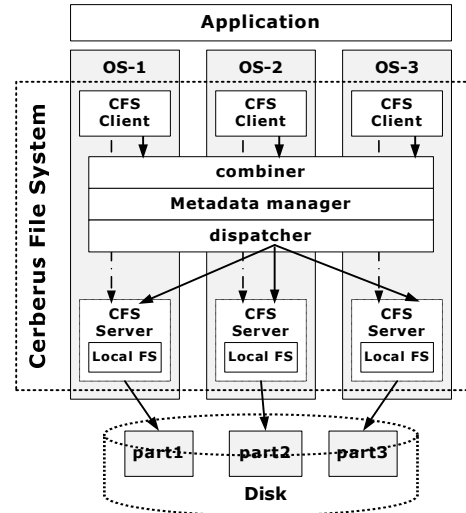 Application
OS-1 OS-2 OS-3
CFS CFS CFS
Client Client Client
combiner
Metadata manager
dispatcher
CFS CFS CFS
Server Server Server
Local FS Local FS Local FS
part1 part2 part3
Disk
Cerberus File System